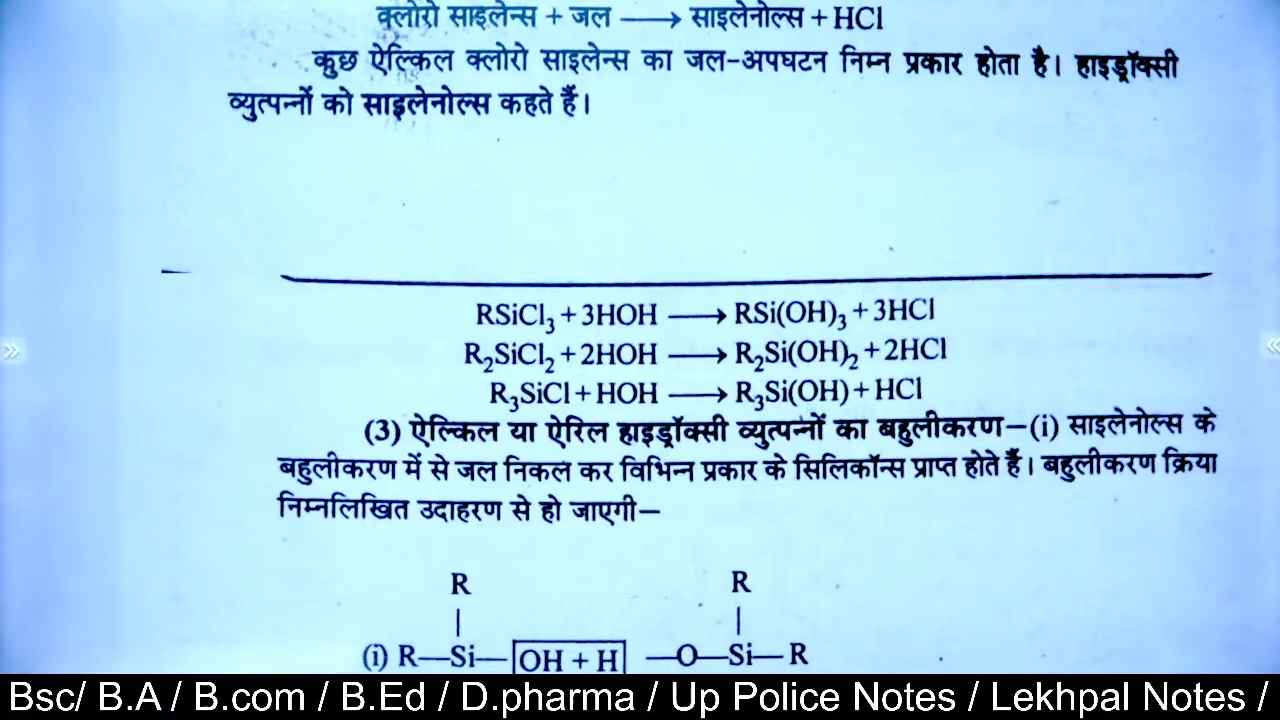 क्लोरो साइलेन्स + जल ⟶ साइलेनोल्स + HCl
कुछ ऐल्किल क्लोरो साइलेन्स का जल-अपघटन निम्न प्रकार होता है। हाइड्रॉक्सी
व्युत्पन्नों को साइलेनोल्स कहते हैं।
RSiCl₃ + 3HOH ⟶ RSi(OH)₃ + 3HCl
R₂SiCl₂ + 2HOH ⟶ R₂Si(OH)₂ + 2HCl
R₃SiCl + HOH ⟶ R₃Si(OH) + HCl
(3) ऐल्किल या ऐरिल हाइड्रॉक्सी व्युत्पन्नों का बहुलीकरण—(i) साइलेनोल्स के
बहुलीकरण में से जल निकल कर विभिन्न प्रकार के सिलिकॉन्स प्राप्त होते हैं। बहुलीकरण क्रिया
निम्नलिखित उदाहरण से हो जाएगी—
R R
| |
(i) R—Si—OH + H —O—Si—R
Bsc/ B.A / B.com / B.Ed / D.pharma / Up Police Notes / Lekhpal Notes /